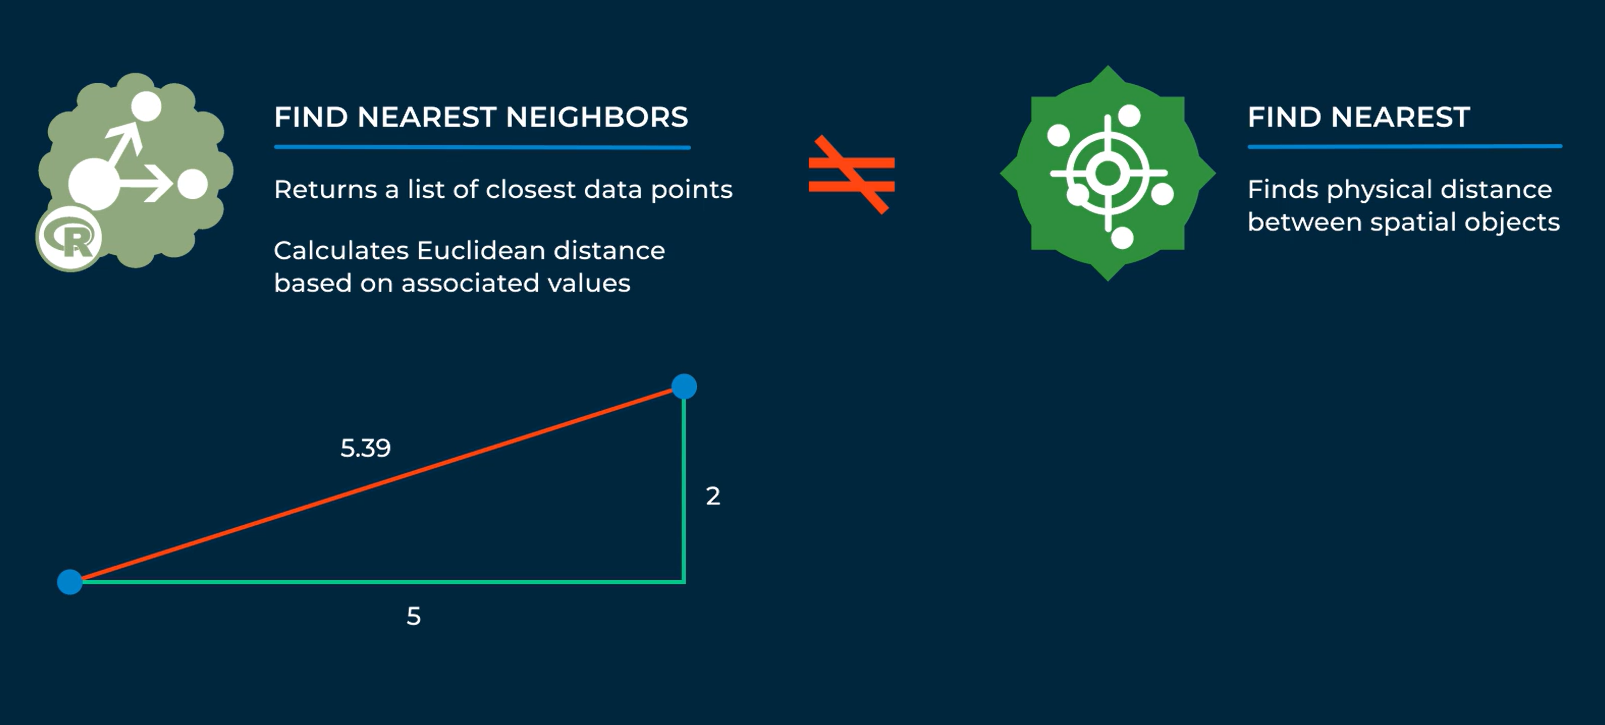 FIND NEAREST NEIGHBORS
Returns a list of closest data points
Calculates Euclidean distance
based on associated values
R
≠
FIND NEAREST
Finds physical distance
between spatial objects
5.39
2
5